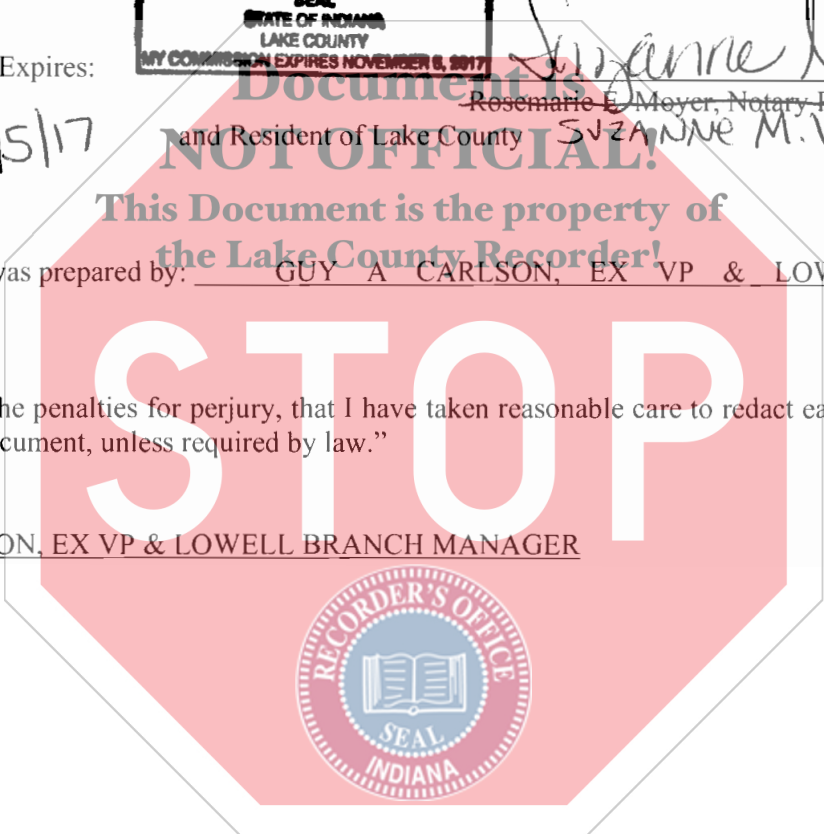 SEAL
STATE OF INDIANA
LAKE COUNTY
MY COMMISSION EXPIRES NOVEMBER 5, 2017
Expires:
Suzanne
Document is
Rosemarie E. Moyer, Notary P
5/17
and Resident of Lake County SUZANNE M.
NOT OFFICIAL!
This Document is the property of
the Lake County Recorder!
was prepared by: GUY A CARLSON, EX VP & LOW
STOP
he penalties for perjury, that I have taken reasonable care to redact ea
cument, unless required by law.”
ON, EX VP & LOWELL BRANCH MANAGER
RECORDER'S OFFICE
SEAL
INDIANA